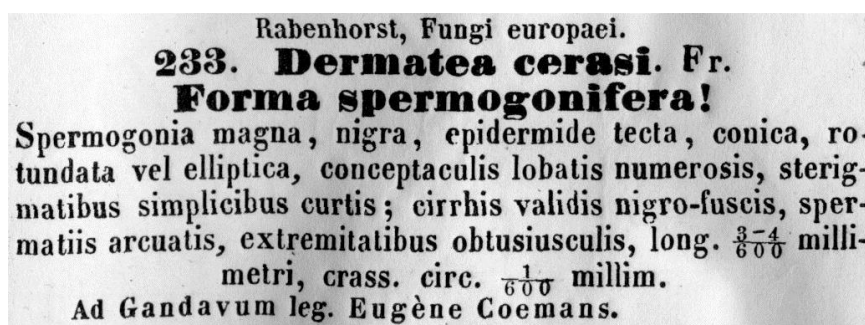 Rabenhorst, Fungi europaei.
233. Dermatea cerasi. Fr.
Forma spermogonifera!
Spermogonia magna, nigra, epidermide tecta, conica, ro-
tundata vel elliptica, conceptaculis lobatis numerosis, sterig-
matibus simplicibus curtis; cirrhis validis nigro-fuscis, sper-
matiis arcuatis, extremitatibus obtusiusculis, long. 3–4/600 milli-
metri, crass. circ. 1/600 millim.
Ad Gandavum leg. Eugène Coemans.